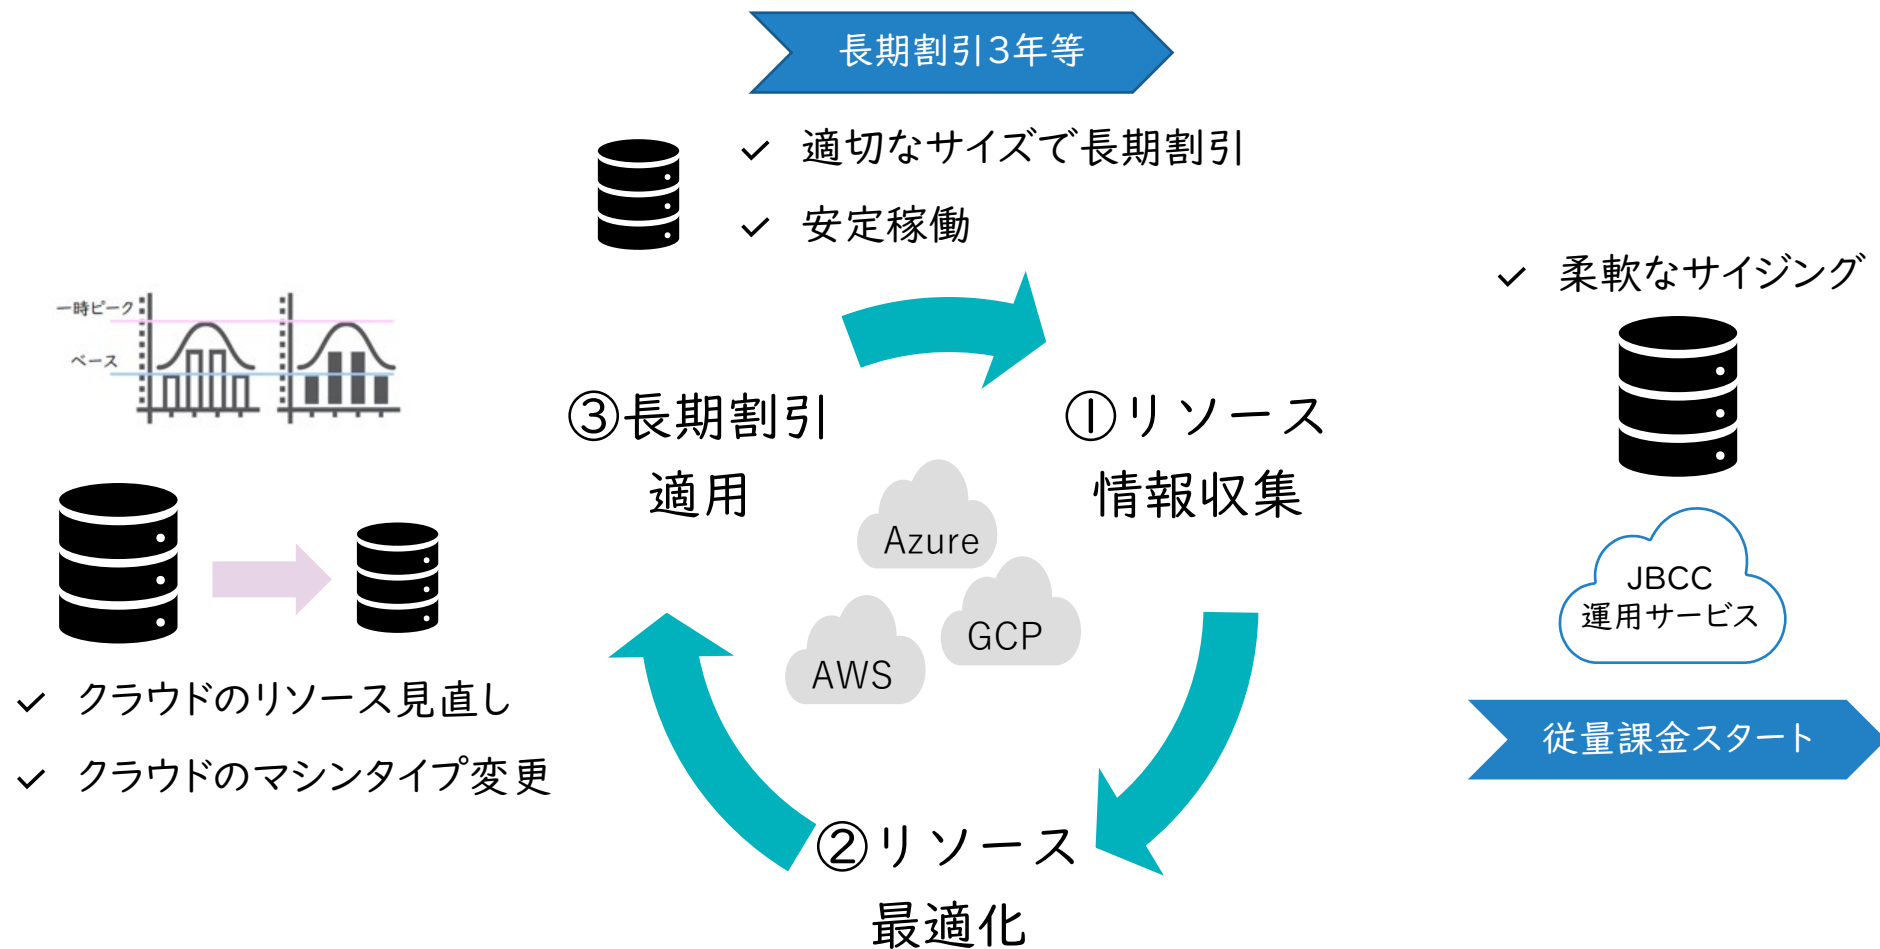 長期割引3年等
適切なサイズで長期割引
安定稼働
柔軟なサイジング
一時ピーク
ベース
③長期割引
適用
①リソース
情報収集
Azure
GCP
AWS
JBCC
運用サービス
クラウドのリソース見直し
クラウドのマシンタイプ変更
従量課金スタート
②リソース
最適化